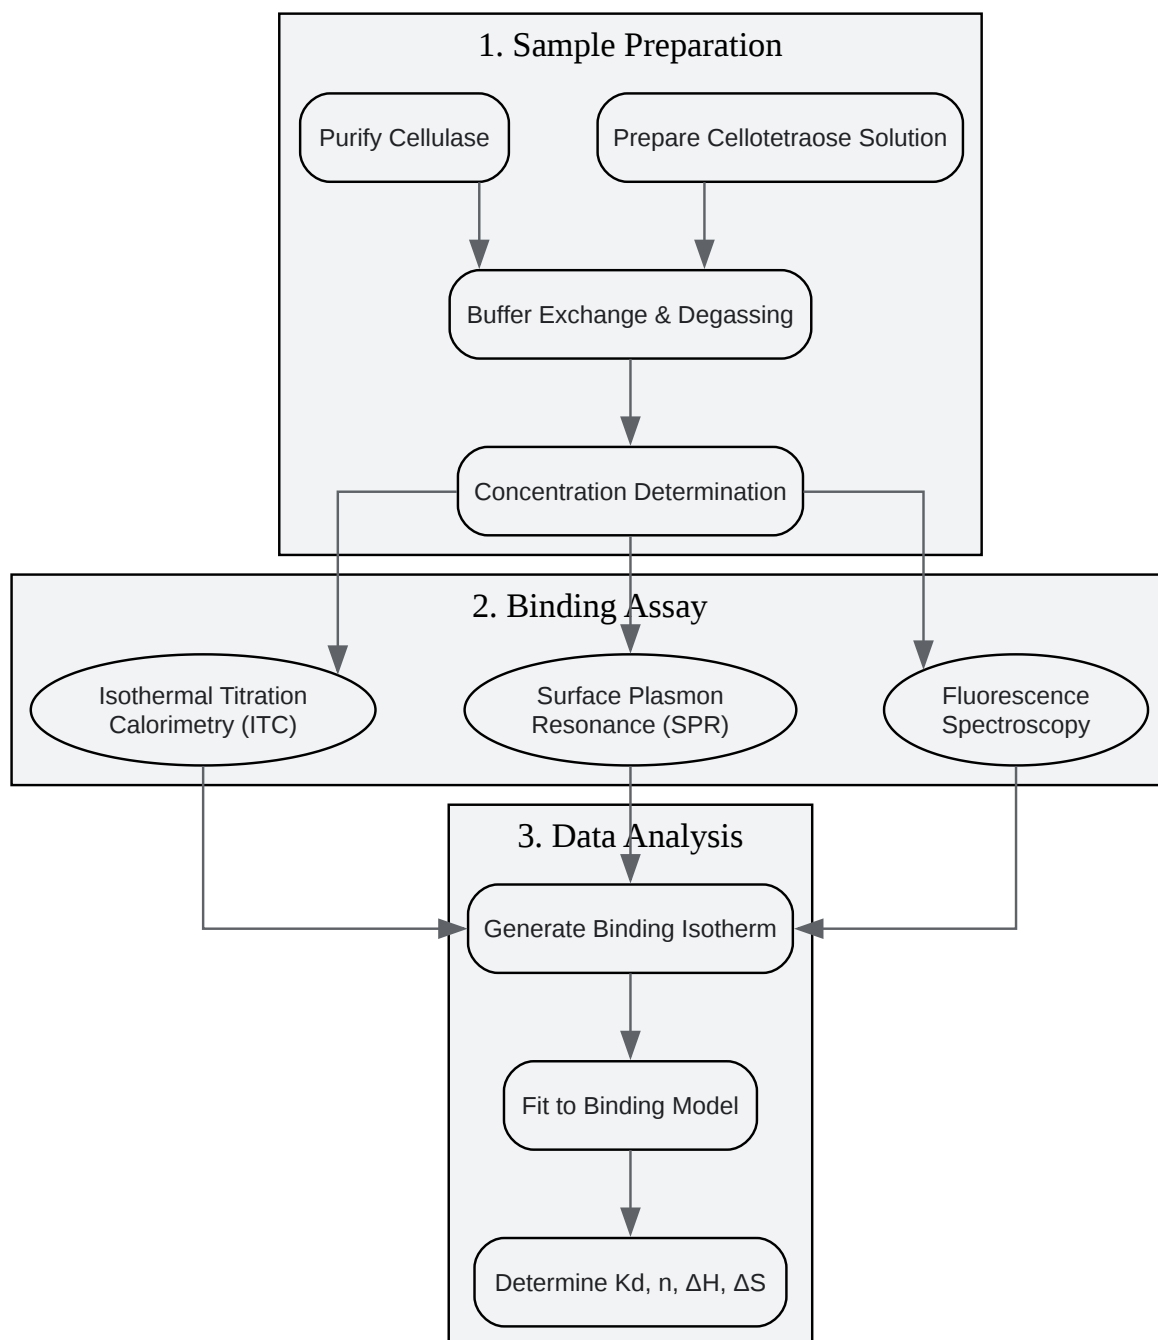 1. Sample Preparation
Purify Cellulase
Prepare Cellotetraose Solution
Buffer Exchange & Degassing
Concentration Determination
2. Binding Assay
Isothermal Titration
Calorimetry (ITC)
Surface Plasmon
Resonance (SPR)
Fluorescence
Spectroscopy
3. Data Analysis
Generate Binding Isotherm
Fit to Binding Model
Determine Kd, n, ΔH, ΔS